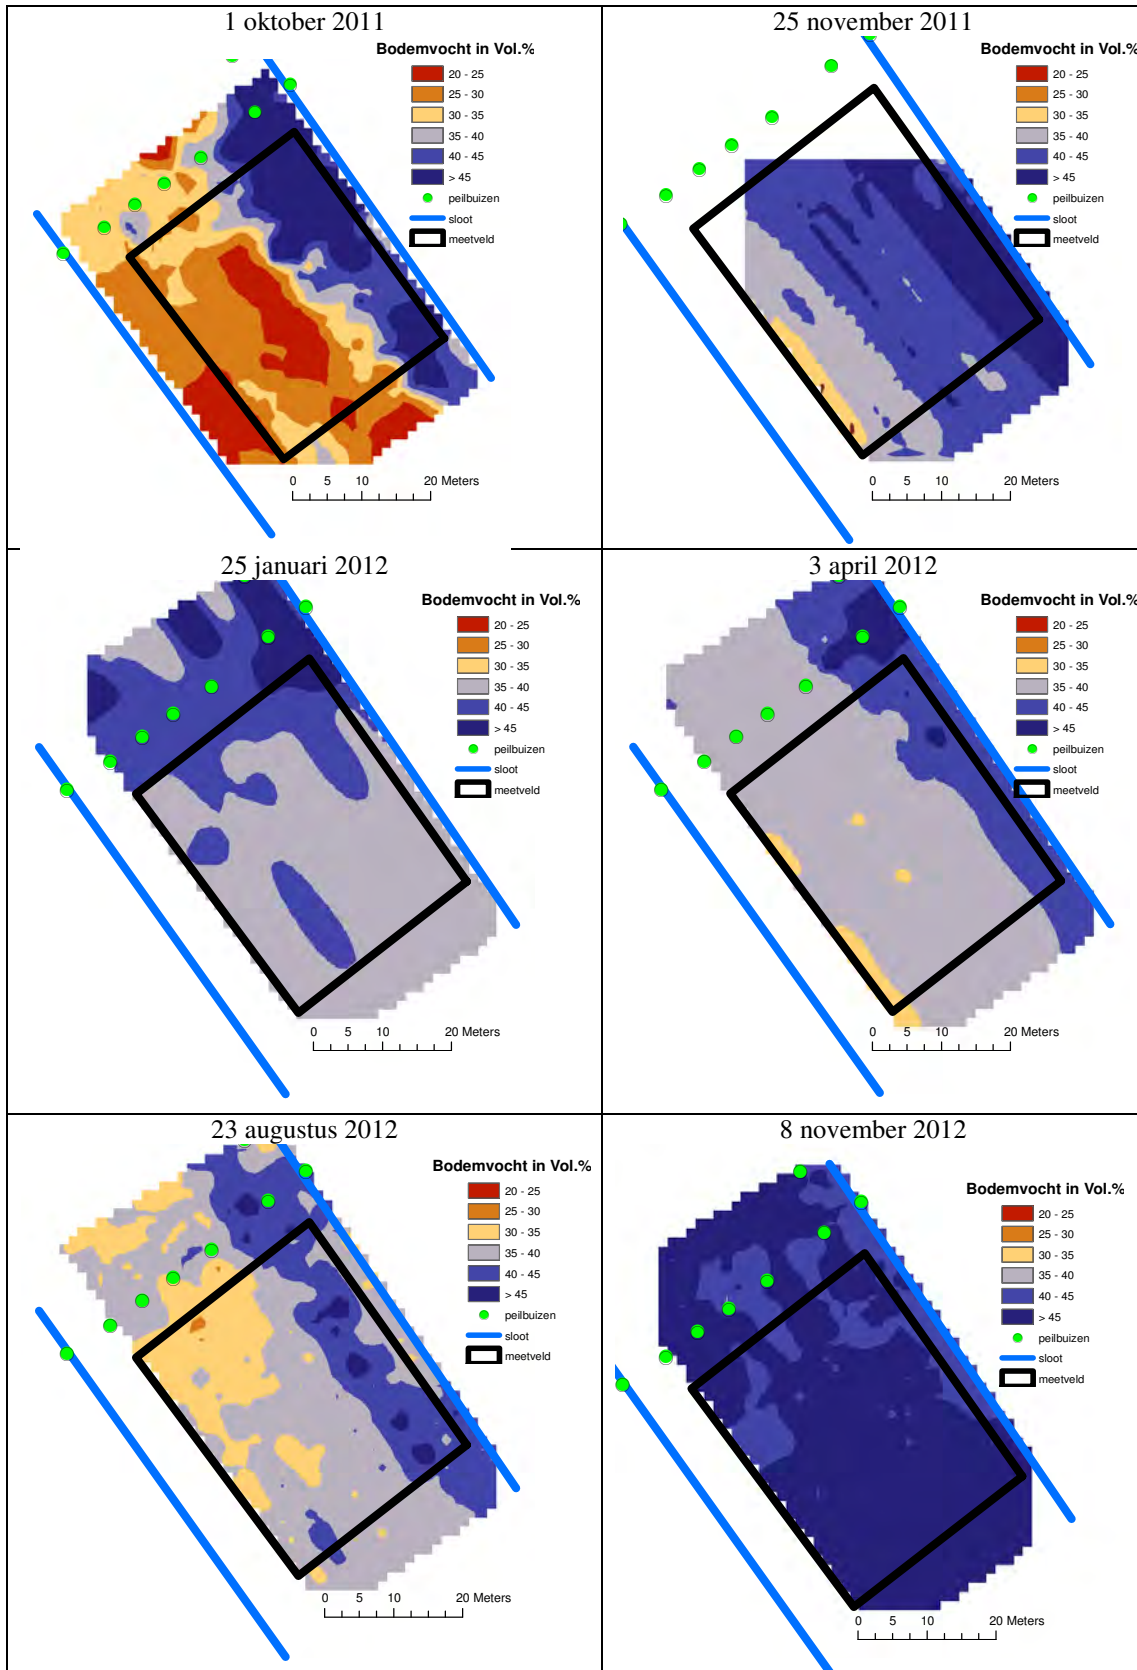 1 oktober 2011
Bodemvocht in Vol.%
20 - 25
25 - 30
30 - 35
35 - 40
40 - 45
> 45
peilbuizen
sloot
meetveld
0 5 10 20 Meters
25 november 2011
Bodemvocht in Vol.%
20 - 25
25 - 30
30 - 35
35 - 40
40 - 45
> 45
peilbuizen
sloot
meetveld
0 5 10 20 Meters
25 januari 2012
Bodemvocht in Vol.%
20 - 25
25 - 30
30 - 35
35 - 40
40 - 45
> 45
peilbuizen
sloot
meetveld
0 5 10 20 Meters
3 april 2012
Bodemvocht in Vol.%
20 - 25
25 - 30
30 - 35
35 - 40
40 - 45
> 45
peilbuizen
sloot
meetveld
0 5 10 20 Meters
23 augustus 2012
Bodemvocht in Vol.%
20 - 25
25 - 30
30 - 35
35 - 40
40 - 45
> 45
peilbuizen
sloot
meetveld
0 5 10 20 Meters
8 november 2012
Bodemvocht in Vol.%
20 - 25
25 - 30
30 - 35
35 - 40
40 - 45
> 45
peilbuizen
sloot
meetveld
0 5 10 20 Meters